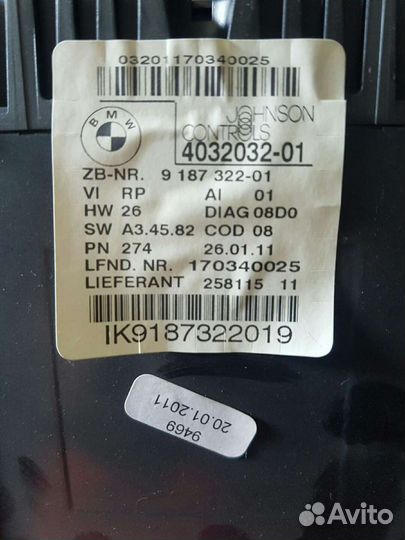 03201170340025
BMW
JOHNSON
CONTROLS
4032032-01
ZB-NR. 9 187 322-01
VI RP AI 01
HW 26 DIAG 08D0
SW A3.45.82 COD 08
PN 274 26.01.11
LFND. NR. 170340025
LIEFERANT 258115 11
IK9187322019
9469
20.01.2011
Avito